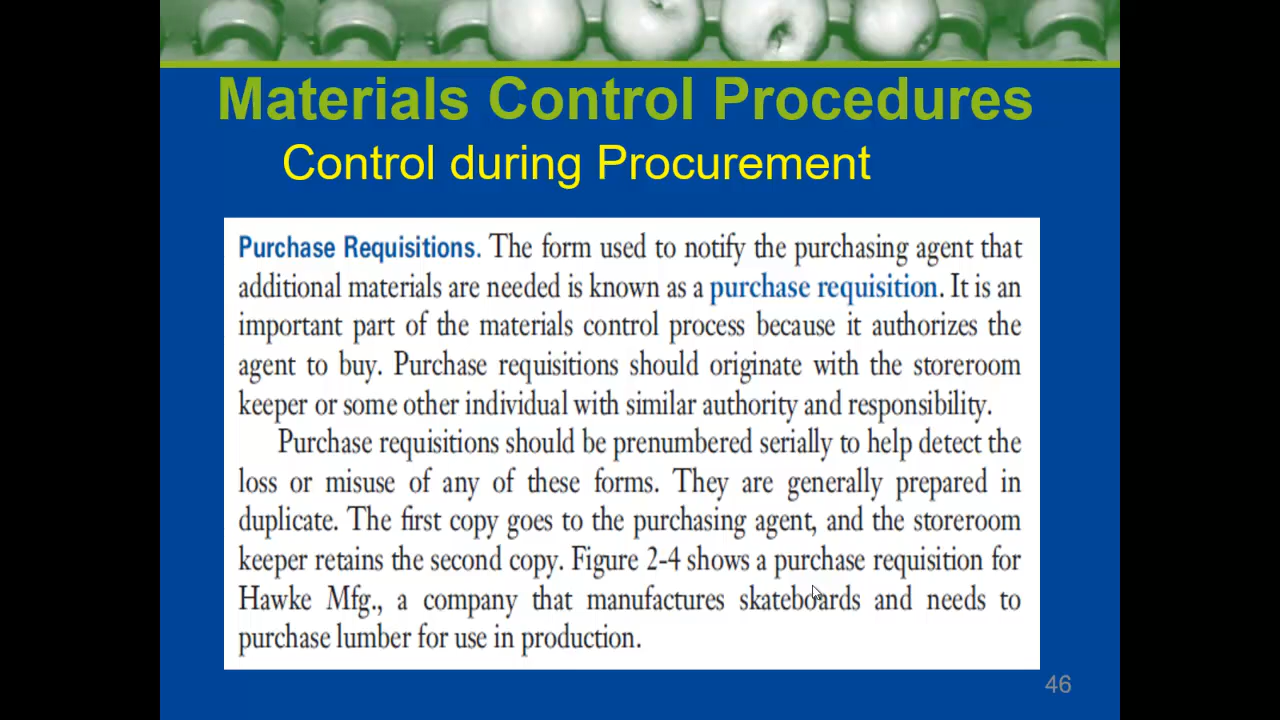 Materials Control Procedures
Control during Procurement
Purchase Requisitions. The form used to notify the purchasing agent that
additional materials are needed is known as a purchase requisition. It is an
important part of the materials control process because it authorizes the
agent to buy. Purchase requisitions should originate with the storeroom
keeper or some other individual with similar authority and responsibility.
Purchase requisitions should be prenumbered serially to help detect the
loss or misuse of any of these forms. They are generally prepared in
duplicate. The first copy goes to the purchasing agent, and the storeroom
keeper retains the second copy. Figure 2-4 shows a purchase requisition for
Hawke Mfg., a company that manufactures skateboards and needs to
purchase lumber for use in production.
46